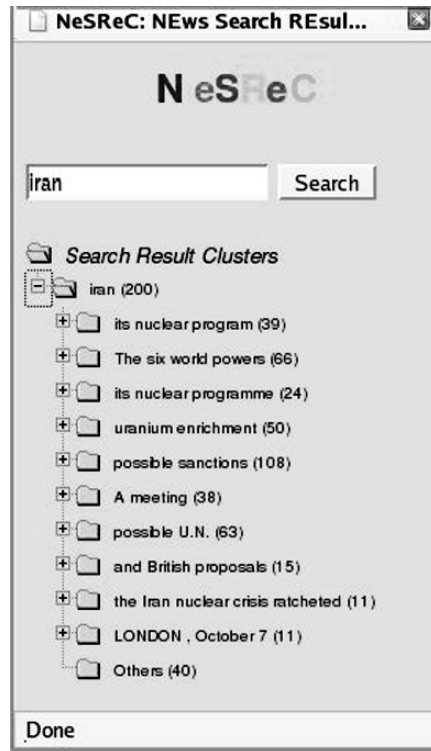 NeSReC: NEws Search REsul...
NeSReC
iran
Search
Search Result Clusters
iran (200)
its nuclear program (39)
The six world powers (66)
its nuclear programme (24)
uranium enrichment (50)
possible sanctions (108)
A meeting (38)
possible U.N. (63)
and British proposals (15)
the Iran nuclear crisis ratcheted (11)
LONDON , October 7 (11)
Others (40)
Done